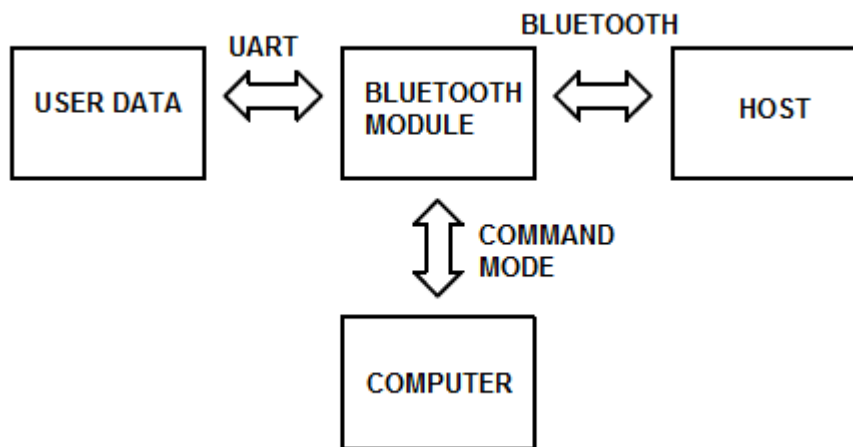 BLUETOOTH
UART
USER DATA
BLUETOOTH
MODULE
HOST
COMMAND
MODE
COMPUTER